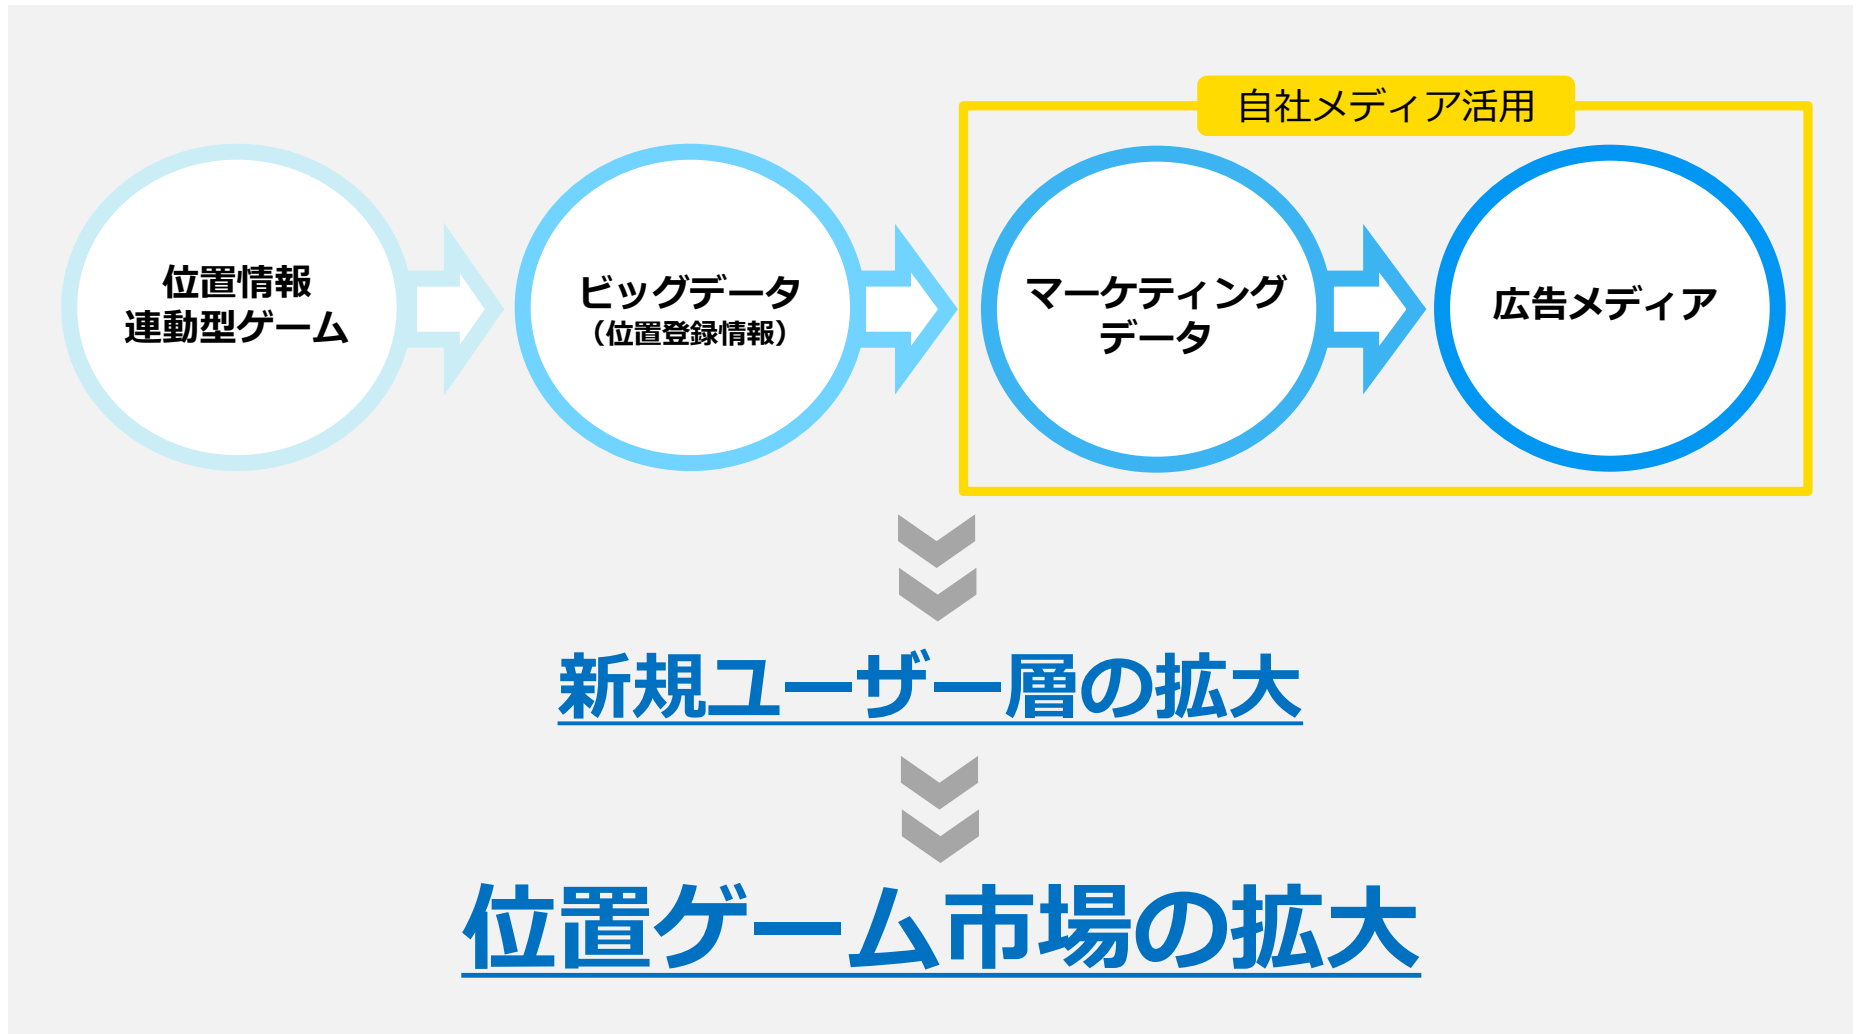 自社メディア活用
位置情報
連動型ゲーム
ビッグデータ
（位置登録情報）
マーケティング
データ
広告メディア
新規ユーザー層の拡大
位置ゲーム市場の拡大